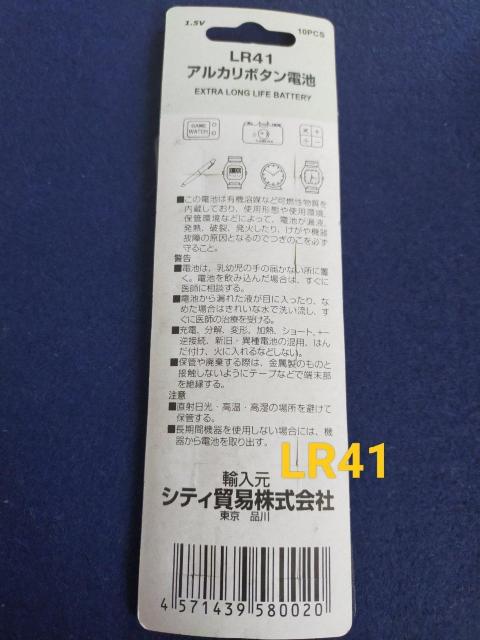 1.5V
10PCS
LR41
アルカリボタン電池
EXTRA LONG LIFE BATTERY
GAME
WATCH
■この電池は有機溶媒など可燃性物質を
内蔵しており、使用形態や使用環境、
保管環境などによって、電池が漏液、
発熱、破裂、発火したり、けがや機器
故障の原因となるのでつぎのことを必ず
守ること。
警告
■電池は、乳幼児の手の届かない所に置
く。電池を飲み込んだ場合は、すぐに
医師に相談する。
■電池から漏れた液が目に入ったり、な
めた場合はきれいな水で洗い流し、す
ぐに医師の治療を受ける。
■充電、分解、変形、加熱、ショート、+-
逆接続、新旧・異種電池の混用、はん
だ付け、火に入れるなどしない。
■保管や廃棄する際は、金属製のものと
接触しないようにテープなどで端末部
を絶縁する。
注意
■直射日光・高温・高湿の場所を避けて
保管する。
■長期間機器を使用しない場合には、機
器から電池を取り出す。
LR41
輸入元
シティ貿易株式会社
東京 品川
4 571439 580020